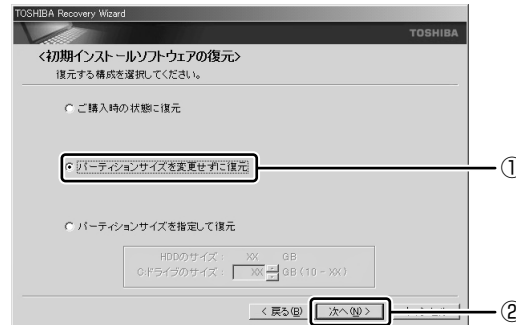 TOSHIBA Recovery Wizard
TOSHIBA
<初期インストールソフトウェアの復元>
復元する構成を選択してください。
ご購入時の状態に復元
パーティションサイズを変更せずに復元
①
パーティションサイズを指定して復元
HDDのサイズ： XX GB
C:ドライブのサイズ： XX GB (10 - XX)
< 戻る(B) 次へ(N) >
②